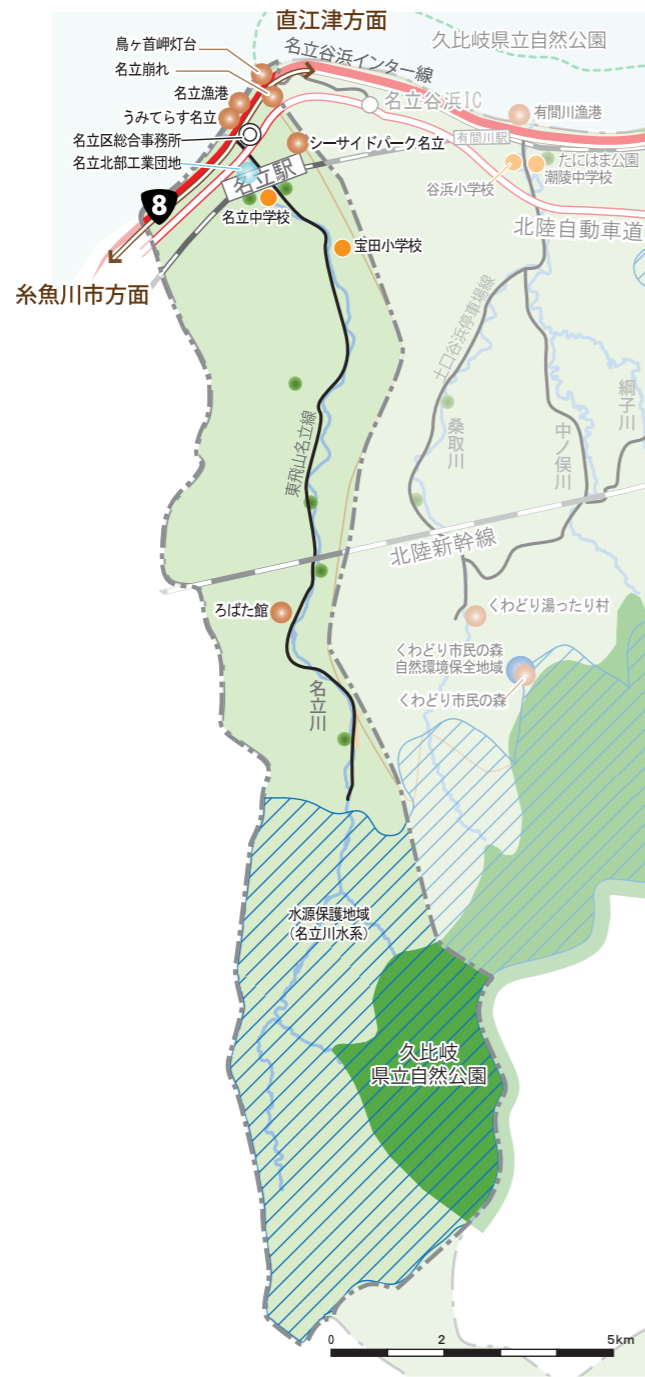 直江津方面
鳥ヶ首岬灯台
名立谷浜インター線
久比岐県立自然公園
名立崩れ
名立漁港
名立谷浜IC
うみてらす名立
有間川漁港
名立区総合事務所
シーサイドパーク名立
有間川駅
名立北部工業団地
たにはま公園
名立駅
谷浜小学校
潮陵中学校
8
名立中学校
北陸自動車道
宝田小学校
糸魚川市方面
土口谷浜停車場線
綱子川
桑取川
中ノ俣川
東飛山名立線
北陸新幹線
ろばた館
くわどり湯ったり村
くわどり市民の森
自然環境保全地域
くわどり市民の森
名立川
水源保護地域
(名立川水系)
久比岐
県立自然公園
0 2 5km